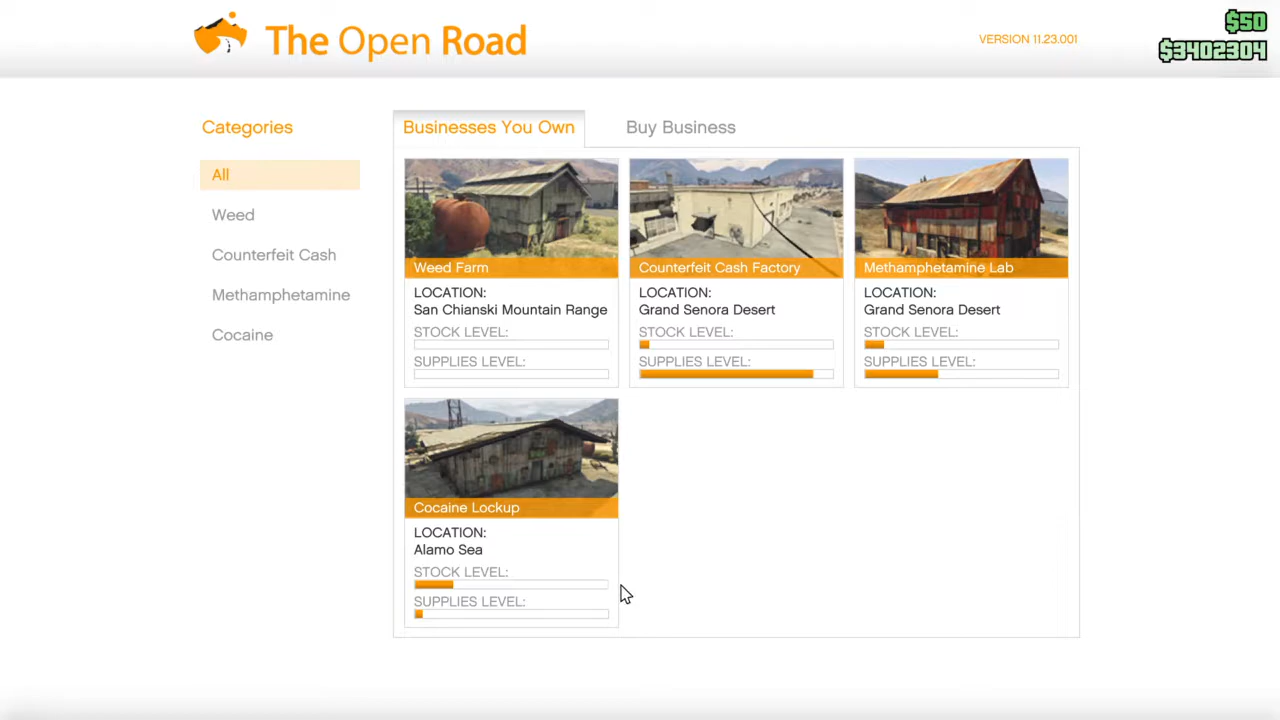 The Open Road
VERSION 11.23.001
$50
$3402304
Categories
All
Weed
Counterfeit Cash
Methamphetamine
Cocaine
Businesses You Own
Buy Business
Weed Farm
LOCATION:
San Chianski Mountain Range
STOCK LEVEL:
SUPPLIES LEVEL:
Counterfeit Cash Factory
LOCATION:
Grand Senora Desert
STOCK LEVEL:
SUPPLIES LEVEL:
Methamphetamine Lab
LOCATION:
Grand Senora Desert
STOCK LEVEL:
SUPPLIES LEVEL:
Cocaine Lockup
LOCATION:
Alamo Sea
STOCK LEVEL:
SUPPLIES LEVEL: